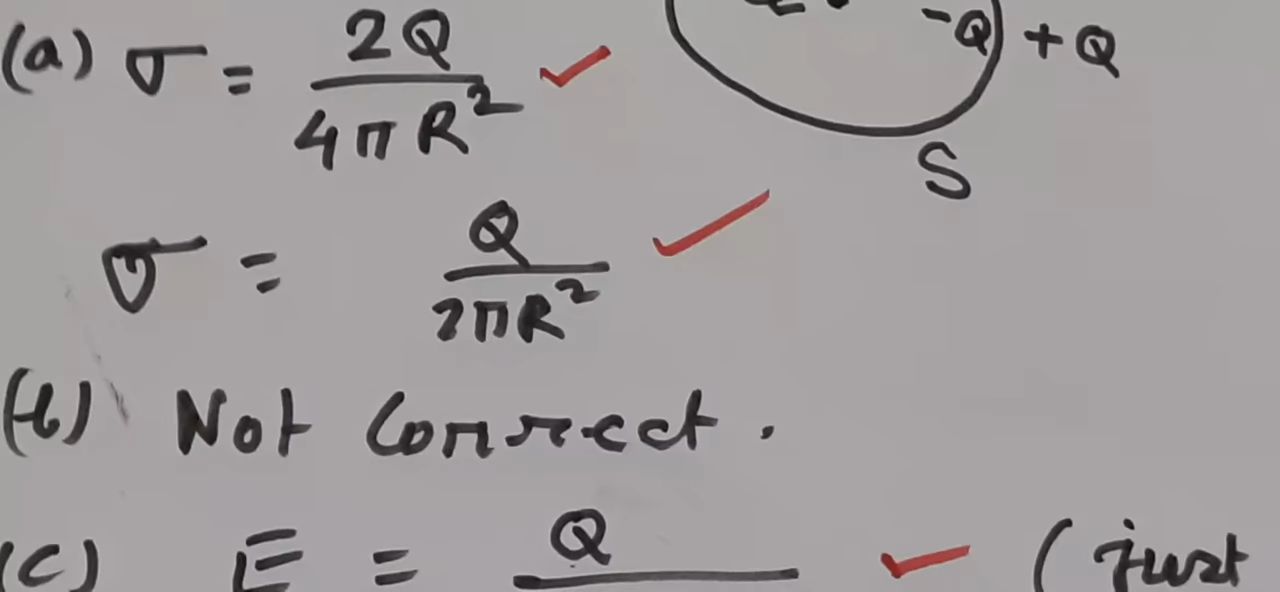 (a) σ = 2Q / 4πR²
-Q + Q
S
σ = Q / 2πR²
(b) Not Correct.
(c) E = Q (just